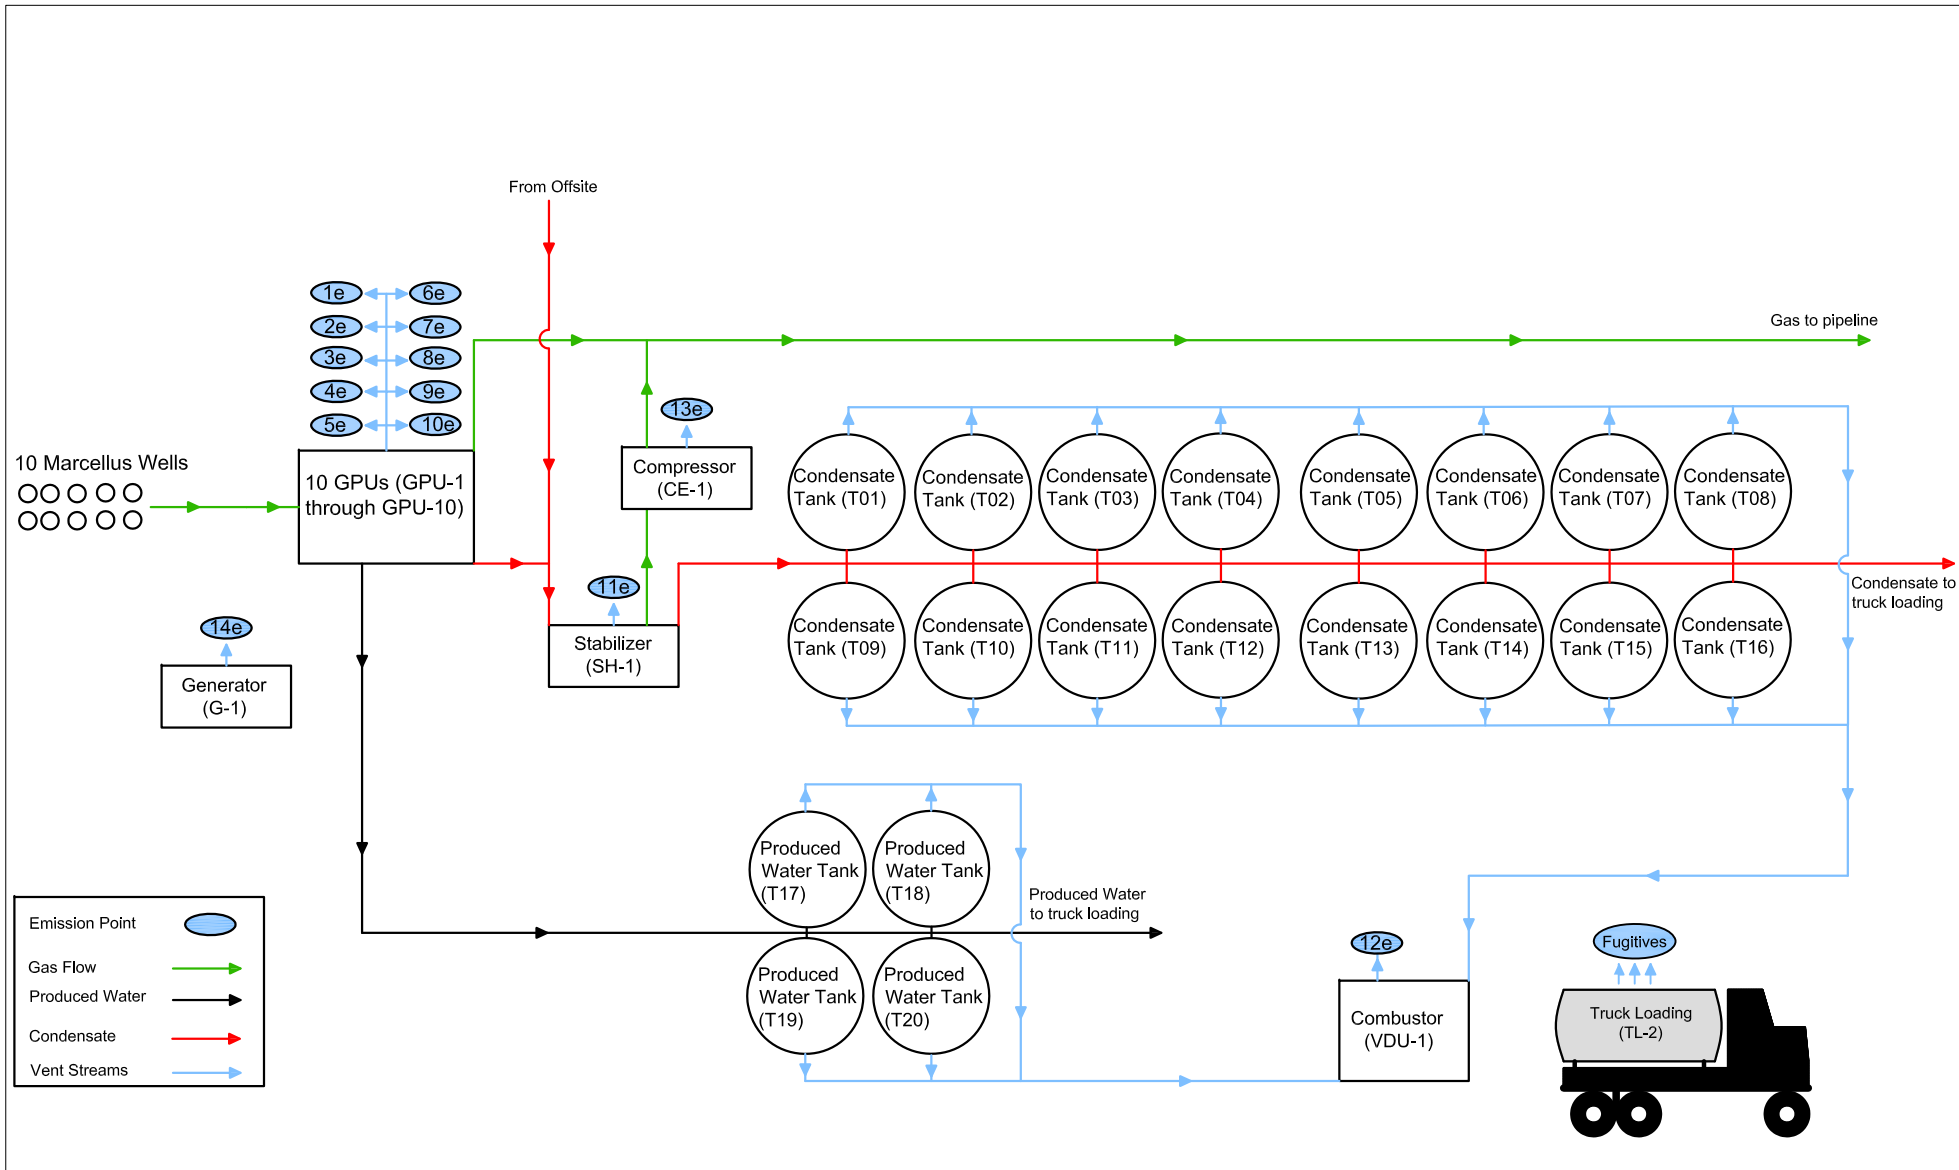 From Offsite
1e
6e
2e
7e
3e
8e
4e
9e
5e
10e
Gas to pipeline
13e
10 Marcellus Wells
10 GPUs (GPU-1
through GPU-10)
Compressor
(CE-1)
Condensate
Tank (T01)
Condensate
Tank (T02)
Condensate
Tank (T03)
Condensate
Tank (T04)
Condensate
Tank (T05)
Condensate
Tank (T06)
Condensate
Tank (T07)
Condensate
Tank (T08)
11e
Condensate to
truck loading
14e
Generator
(G-1)
Stabilizer
(SH-1)
Condensate
Tank (T09)
Condensate
Tank (T10)
Condensate
Tank (T11)
Condensate
Tank (T12)
Condensate
Tank (T13)
Condensate
Tank (T14)
Condensate
Tank (T15)
Condensate
Tank (T16)
Produced
Water Tank
(T17)
Produced
Water Tank
(T18)
Produced Water
to truck loading
Produced
Water Tank
(T19)
Produced
Water Tank
(T20)
12e
Combustor
(VDU-1)
Fugitives
Truck Loading
(TL-2)
Emission Point
Gas Flow
Produced Water
Condensate
Vent Streams